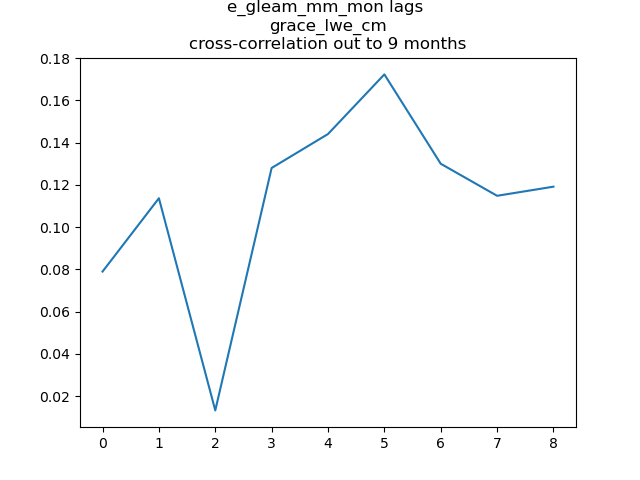 e_gleam_mm_mon lags
grace_lwe_cm
cross-correlation out to 9 months
0.18
0.16
0.14
0.12
0.10
0.08
0.06
0.04
0.02
0 1 2 3 4 5 6 7 8